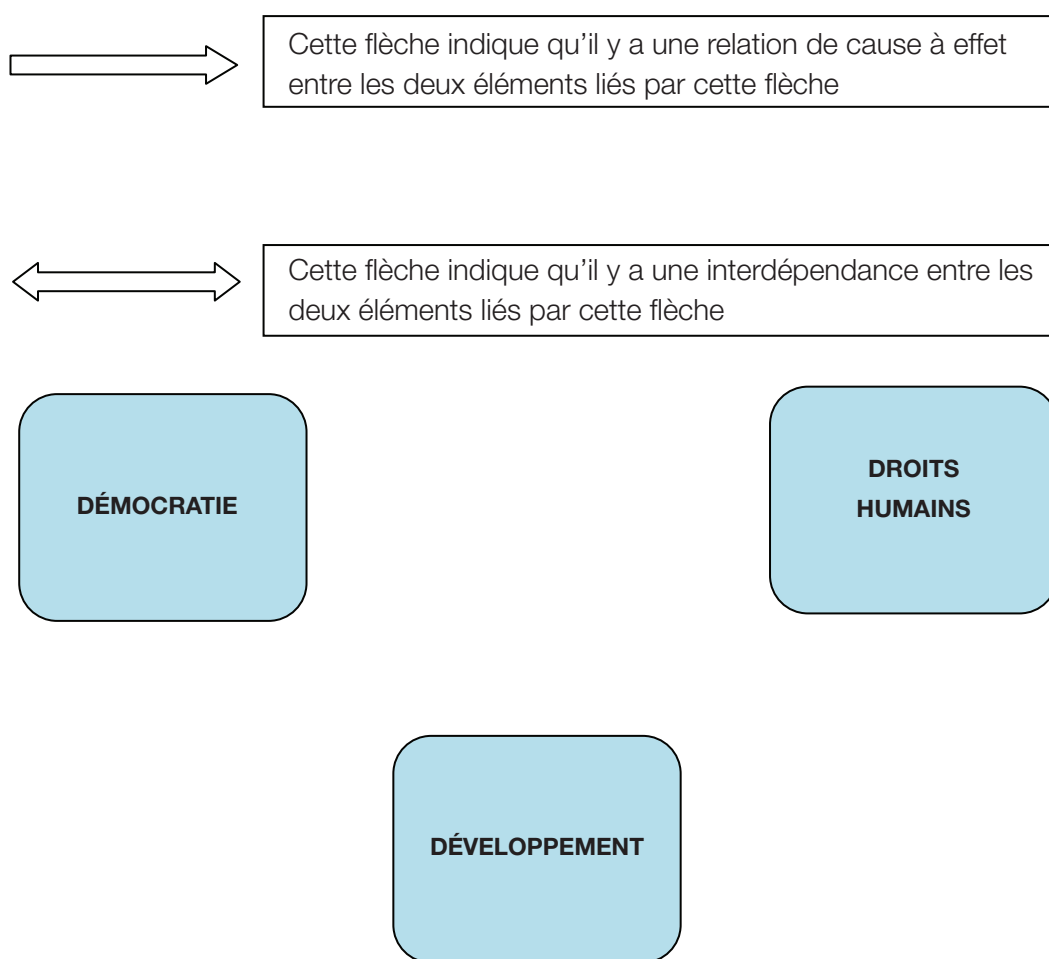 Cette flèche indique qu'il y a une relation de cause à effet
entre les deux éléments liés par cette flèche
Cette flèche indique qu'il y a une interdépendance entre les
deux éléments liés par cette flèche
DÉMOCRATIE
DROITS
HUMAINS
DÉVELOPPEMENT